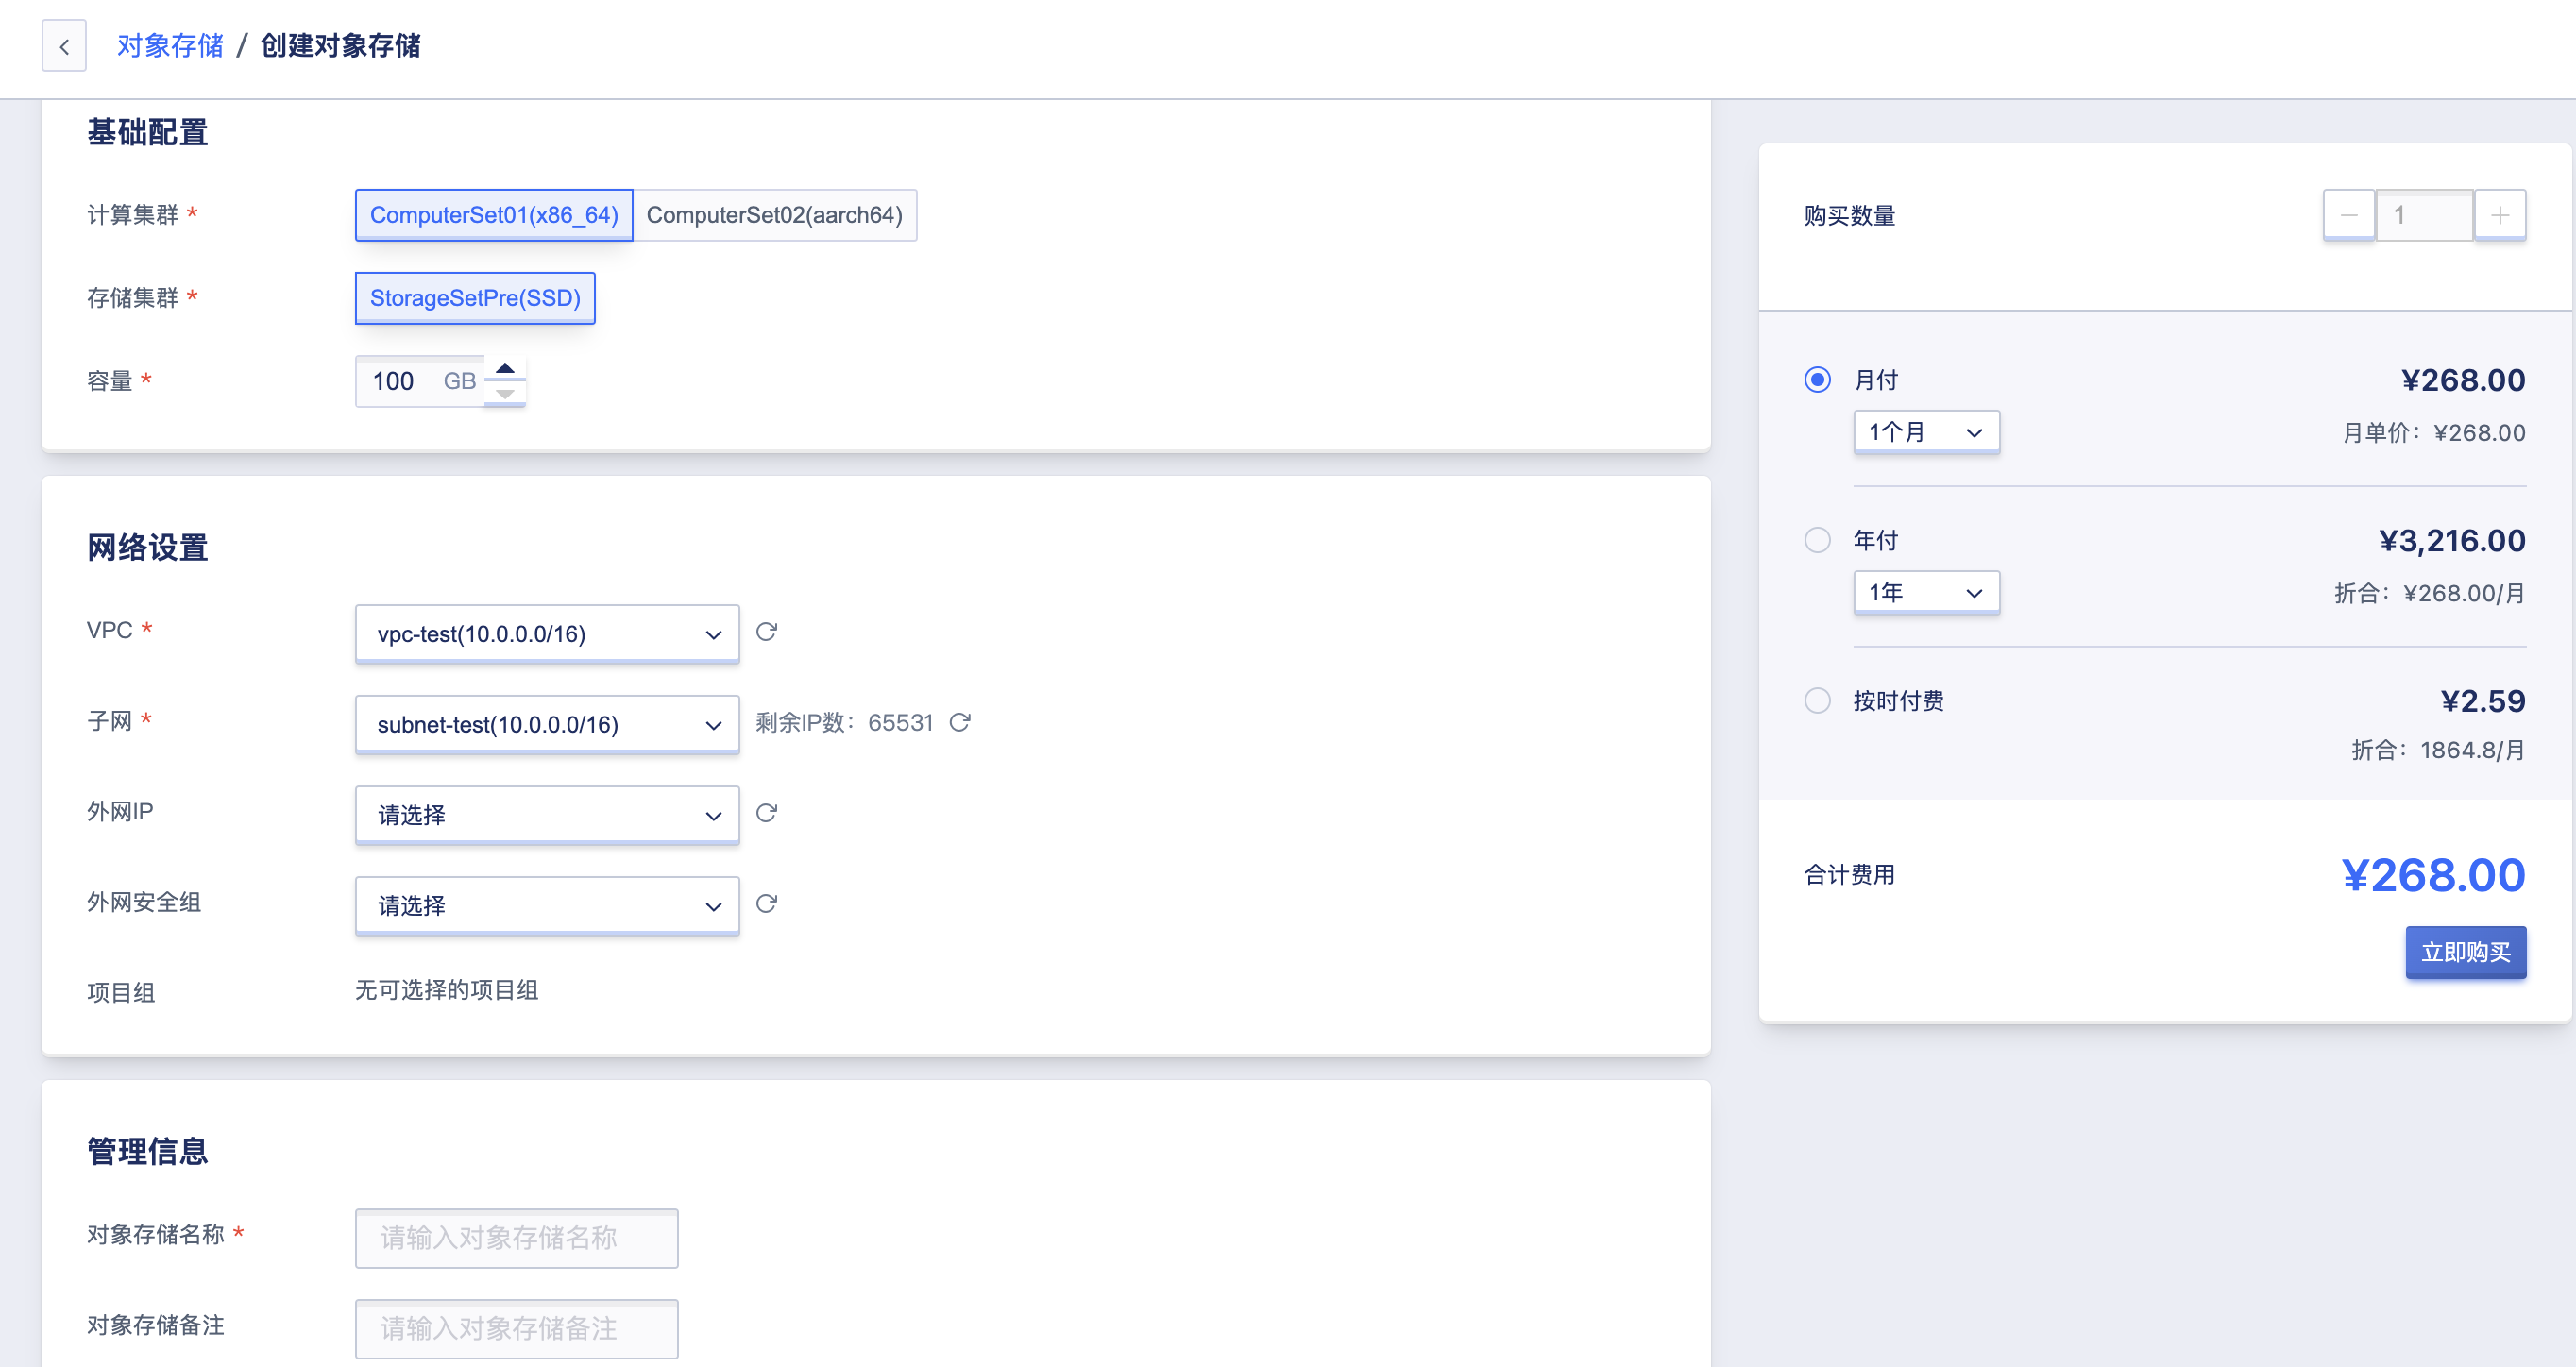 对象存储 / 创建对象存储
基础配置
计算集群 *
ComputerSet01(x86_64)
ComputerSet02(aarch64)
存储集群 *
StorageSetPre(SSD)
容量 *
100 GB
网络设置
VPC *
vpc-test(10.0.0.0/16)
子网 *
subnet-test(10.0.0.0/16)
剩余IP数：65531
外网IP
请选择
外网安全组
请选择
项目组
无可选择的项目组
管理信息
对象存储名称 *
请输入对象存储名称
对象存储备注
请输入对象存储备注
购买数量
1
月付
¥268.00
1个月
月单价：¥268.00
年付
¥3,216.00
1年
折合：¥268.00/月
按时付费
¥2.59
折合：1864.8/月
合计费用
¥268.00
立即购买